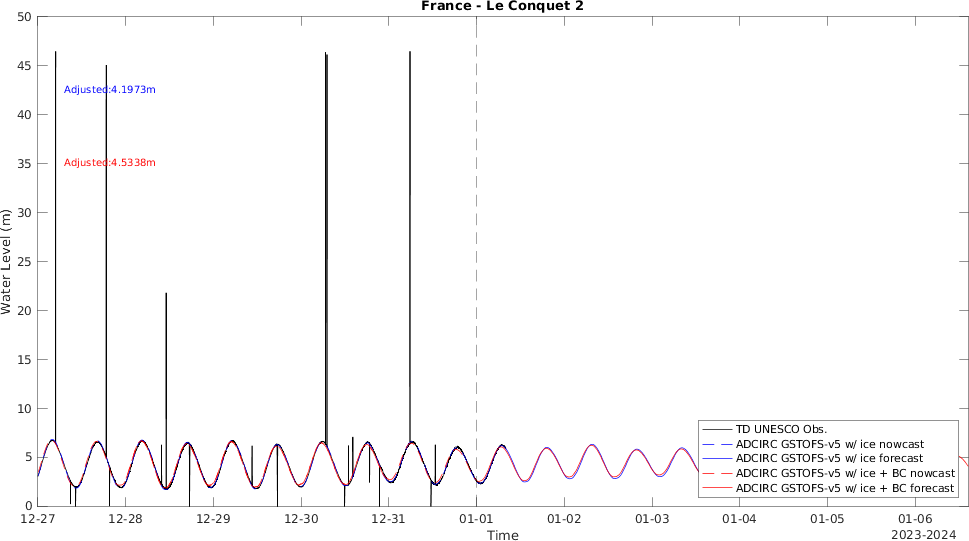 France - Le Conquet 2
50
45
40
35
30
25
20
15
10
5
0
Water Level (m)
Adjusted:4.1973m
Adjusted:4.5338m
TD UNESCO Obs.
ADCIRC GSTOFS-v5 w/ ice nowcast
ADCIRC GSTOFS-v5 w/ ice forecast
ADCIRC GSTOFS-v5 w/ ice + BC nowcast
ADCIRC GSTOFS-v5 w/ ice + BC forecast
12-27 12-28 12-29 12-30 12-31 01-01 01-02 01-03 01-04 01-05 01-06
Time
2023-2024